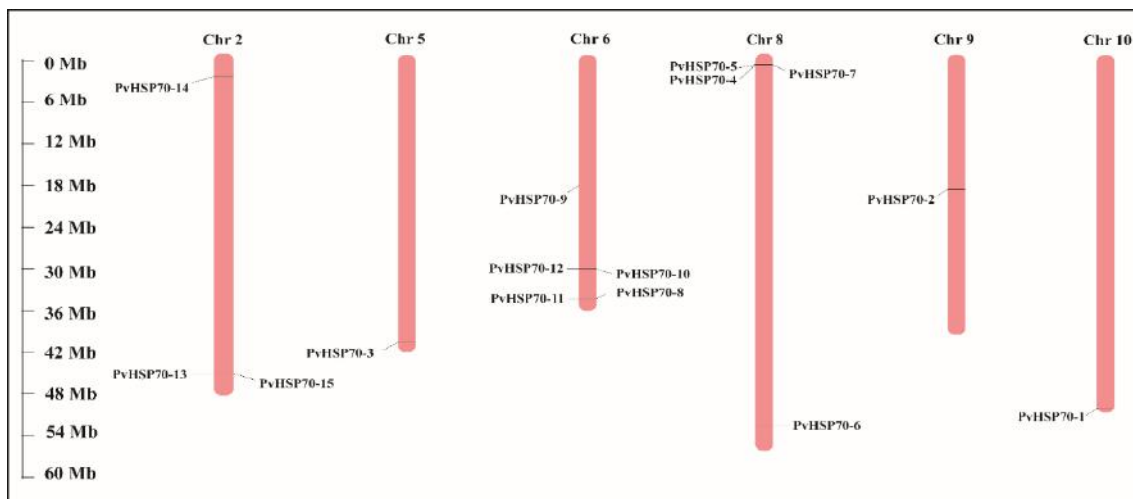 Chr 2 Chr 5 Chr 6 Chr 8 Chr 9 Chr 10
0 Mb
6 Mb
12 Mb
18 Mb
24 Mb
30 Mb
36 Mb
42 Mb
48 Mb
54 Mb
60 Mb
PvHSP70-14
PvHSP70-13
PvHSP70-15
PvHSP70-3
PvHSP70-9
PvHSP70-12
PvHSP70-10
PvHSP70-11
PvHSP70-8
PvHSP70-5
PvHSP70-4
PvHSP70-7
PvHSP70-6
PvHSP70-2
PvHSP70-1